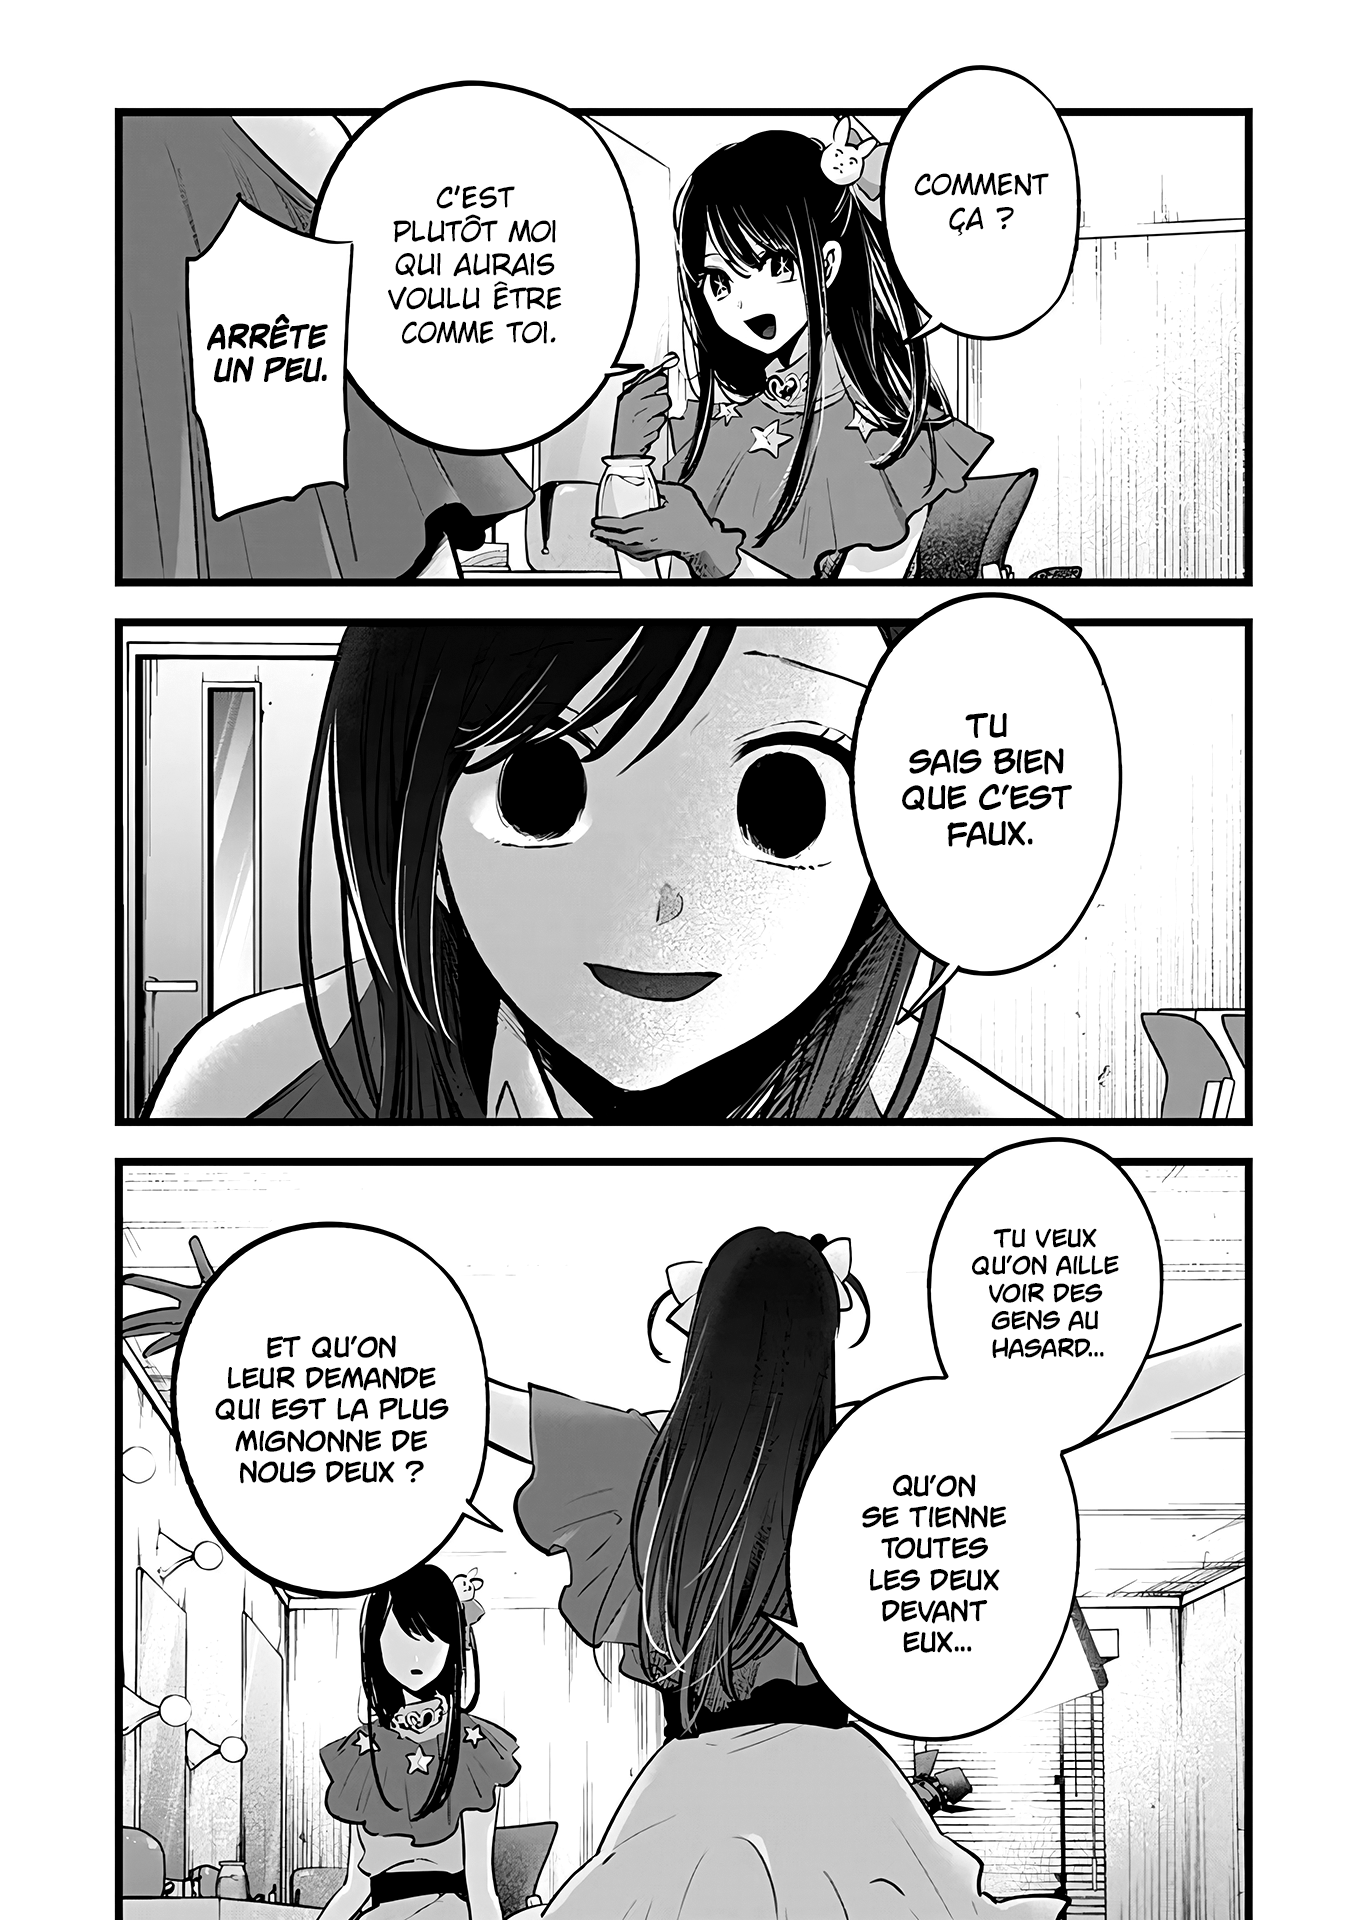 COMMENT
ÇA ?
C'EST
PLUTÔT MOI
QUI AURAIS
VOULU ÊTRE
COMME TOI.
ARRÊTE
UN PEU.
TU
SAIS BIEN
QUE C'EST
FAUX.
TU VEUX
QU'ON AILLE
VOIR DES
GENS AU
HASARD...
QU'ON
SE TIENNE
TOUTES
LES DEUX
DEVANT
EUX...
ET QU'ON
LEUR DEMANDE
QUI EST LA PLUS
MIGNONNE DE
NOUS DEUX ?